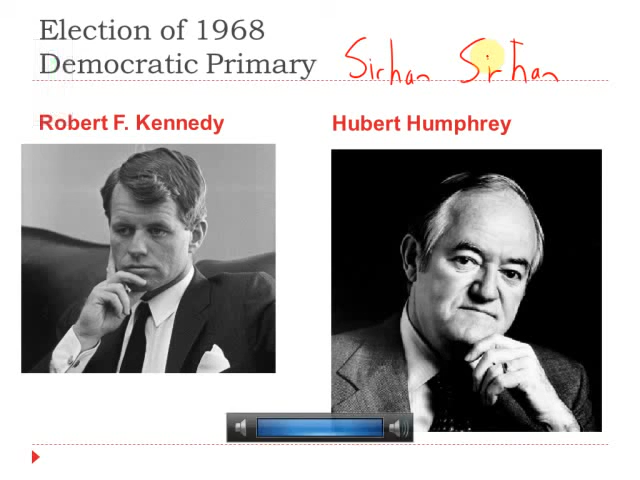 Election of 1968
Democratic Primary Sirhan Sirhan
Robert F. Kennedy
Hubert Humphrey